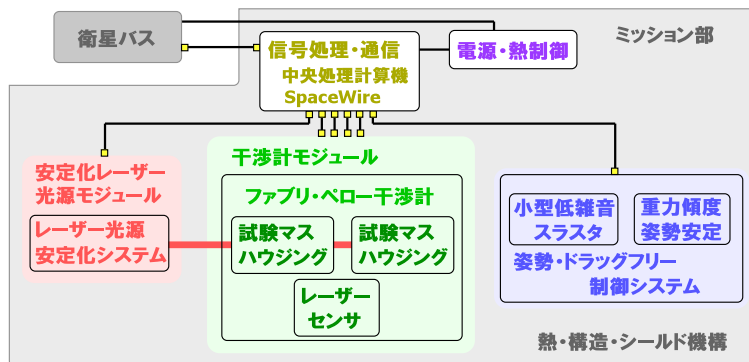 衛星バス
ミッション部
信号処理・通信
中央処理計算機
SpaceWire
電源・熱制御
安定化レーザー
光源モジュール
レーザー光源
安定化システム
干渉計モジュール
ファブリ・ペロー干渉計
試験マス
ハウジング
試験マス
ハウジング
レーザー
センサ
小型低雑音
スラスタ
重力傾度
姿勢安定
姿勢・ドラッグフリー
制御システム
熱・構造・シールド機構